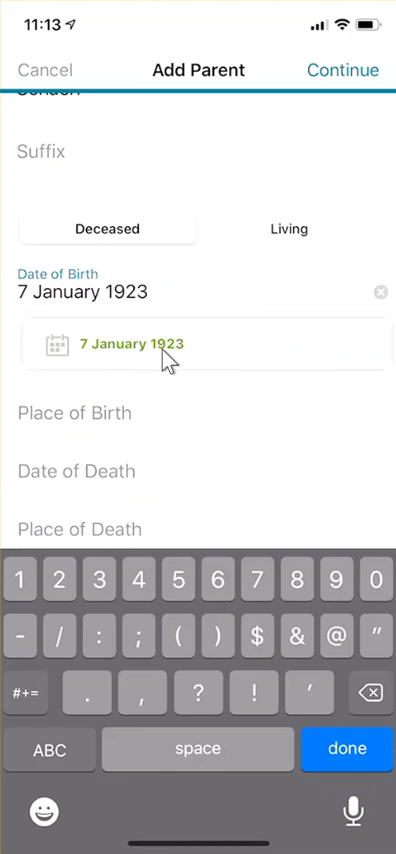 11:13
Cancel Add Parent Continue
Suffix
Deceased Living
Date of Birth
7 January 1923
7 January 1923
Place of Birth
Date of Death
Place of Death
1 2 3 4 5 6 7 8 9 0
- / : ; ( ) $ & @ "
#+= . , ? ! '
ABC space done